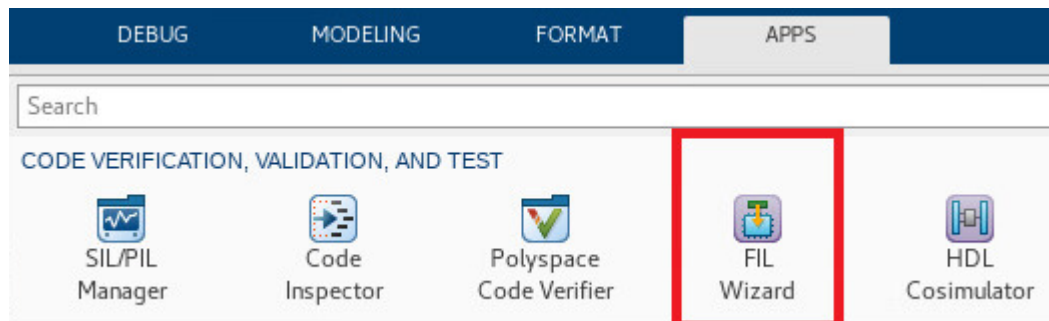 DEBUG MODELING FORMAT APPS
Search
CODE VERIFICATION, VALIDATION, AND TEST
SIL/PIL Code Polyspace FIL HDL
Manager Inspector Code Verifier Wizard Cosimulator